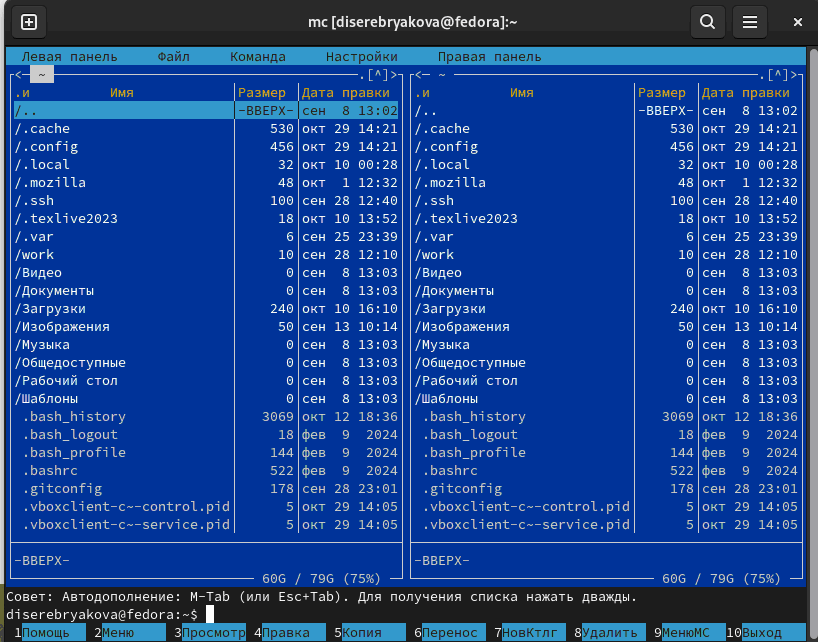 mc [diserebryakova@fedora]:~
Левая панель Файл Команда Настройки Правая панель
<─ ~ .[^]> <─ ~ .[^]>
.и Имя Размер Дата правки .и Имя Размер Дата правки
/.. -ВВЕРХ- сен 8 13:02 /.. -ВВЕРХ- сен 8 13:02
/.cache 530 окт 29 14:21 /.cache 530 окт 29 14:21
/.config 456 окт 29 14:21 /.config 456 окт 29 14:21
/.local 32 окт 10 00:28 /.local 32 окт 10 00:28
/.mozilla 48 окт 1 12:32 /.mozilla 48 окт 1 12:32
/.ssh 100 сен 28 12:40 /.ssh 100 сен 28 12:40
/.texlive2023 18 окт 10 13:52 /.texlive2023 18 окт 10 13:52
/.var 6 сен 25 23:39 /.var 6 сен 25 23:39
/work 10 сен 28 12:10 /work 10 сен 28 12:10
/Видео 0 сен 8 13:03 /Видео 0 сен 8 13:03
/Документы 0 сен 8 13:03 /Документы 0 сен 8 13:03
/Загрузки 240 окт 10 16:10 /Загрузки 240 окт 10 16:10
/Изображения 50 сен 13 10:14 /Изображения 50 сен 13 10:14
/Музыка 0 сен 8 13:03 /Музыка 0 сен 8 13:03
/Общедоступные 0 сен 8 13:03 /Общедоступные 0 сен 8 13:03
/Рабочий стол 0 сен 8 13:03 /Рабочий стол 0 сен 8 13:03
/Шаблоны 0 сен 8 13:03 /Шаблоны 0 сен 8 13:03
.bash_history 3069 окт 12 18:36 .bash_history 3069 окт 12 18:36
.bash_logout 18 фев 9 2024 .bash_logout 18 фев 9 2024
.bash_profile 144 фев 9 2024 .bash_profile 144 фев 9 2024
.bashrc 522 фев 9 2024 .bashrc 522 фев 9 2024
.gitconfig 178 сен 28 23:01 .gitconfig 178 сен 28 23:01
.vboxclient-c~-control.pid 5 окт 29 14:05 .vboxclient-c~-control.pid 5 окт 29 14:05
.vboxclient-c~-service.pid 5 окт 29 14:05 .vboxclient-c~-service.pid 5 окт 29 14:05
-ВВЕРХ- -ВВЕРХ-
60G / 79G (75%) 60G / 79G (75%)
Совет: Автодополнение: M-Tab (или Esc+Tab). Для получения списка нажать дважды.
diserebryakova@fedora:~$
1Помощь 2Меню 3Просмотр 4Правка 5Копия 6Перенос 7НовКтлг 8Удалить 9МенюMC 10Выход